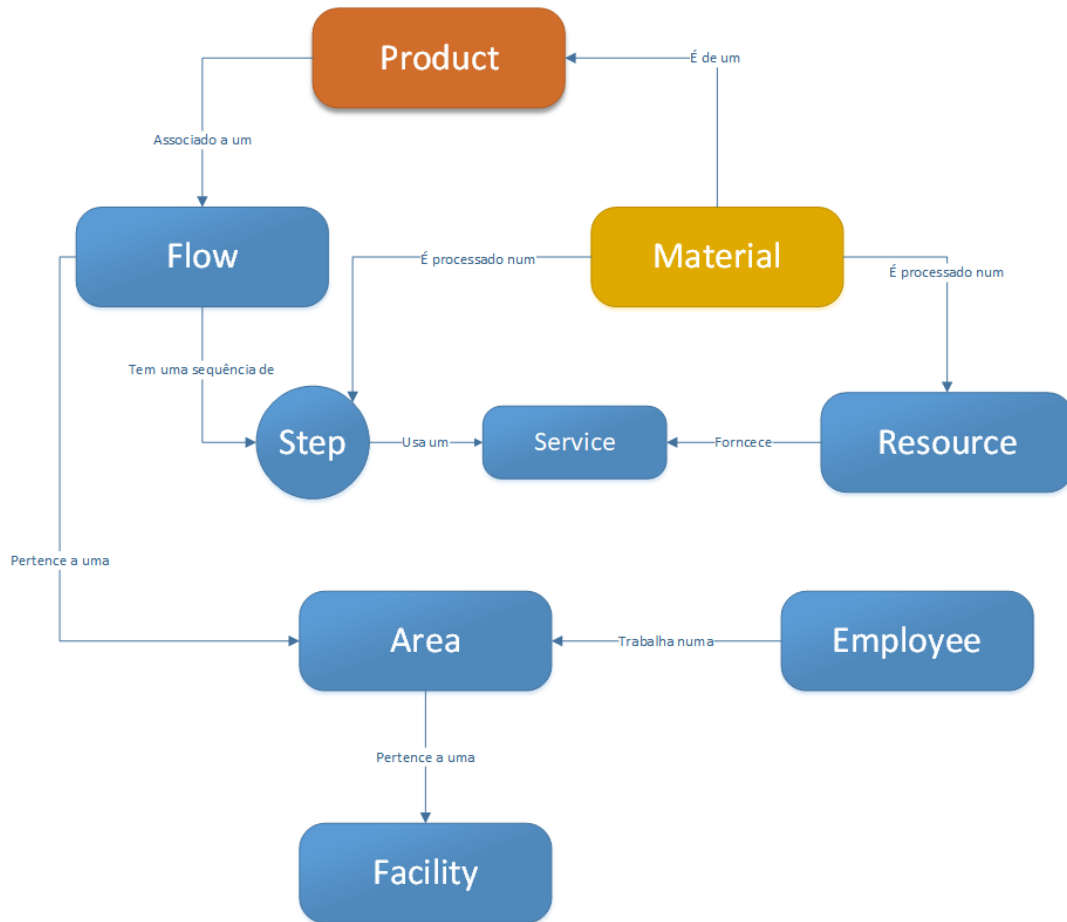 Product
É de um
Associado a um
Flow
Material
É processado num
É processado num
Tem uma sequência de
Step
Usa um
Service
Forncece
Resource
Pertence a uma
Area
Trabalha numa
Employee
Pertence a uma
Facility